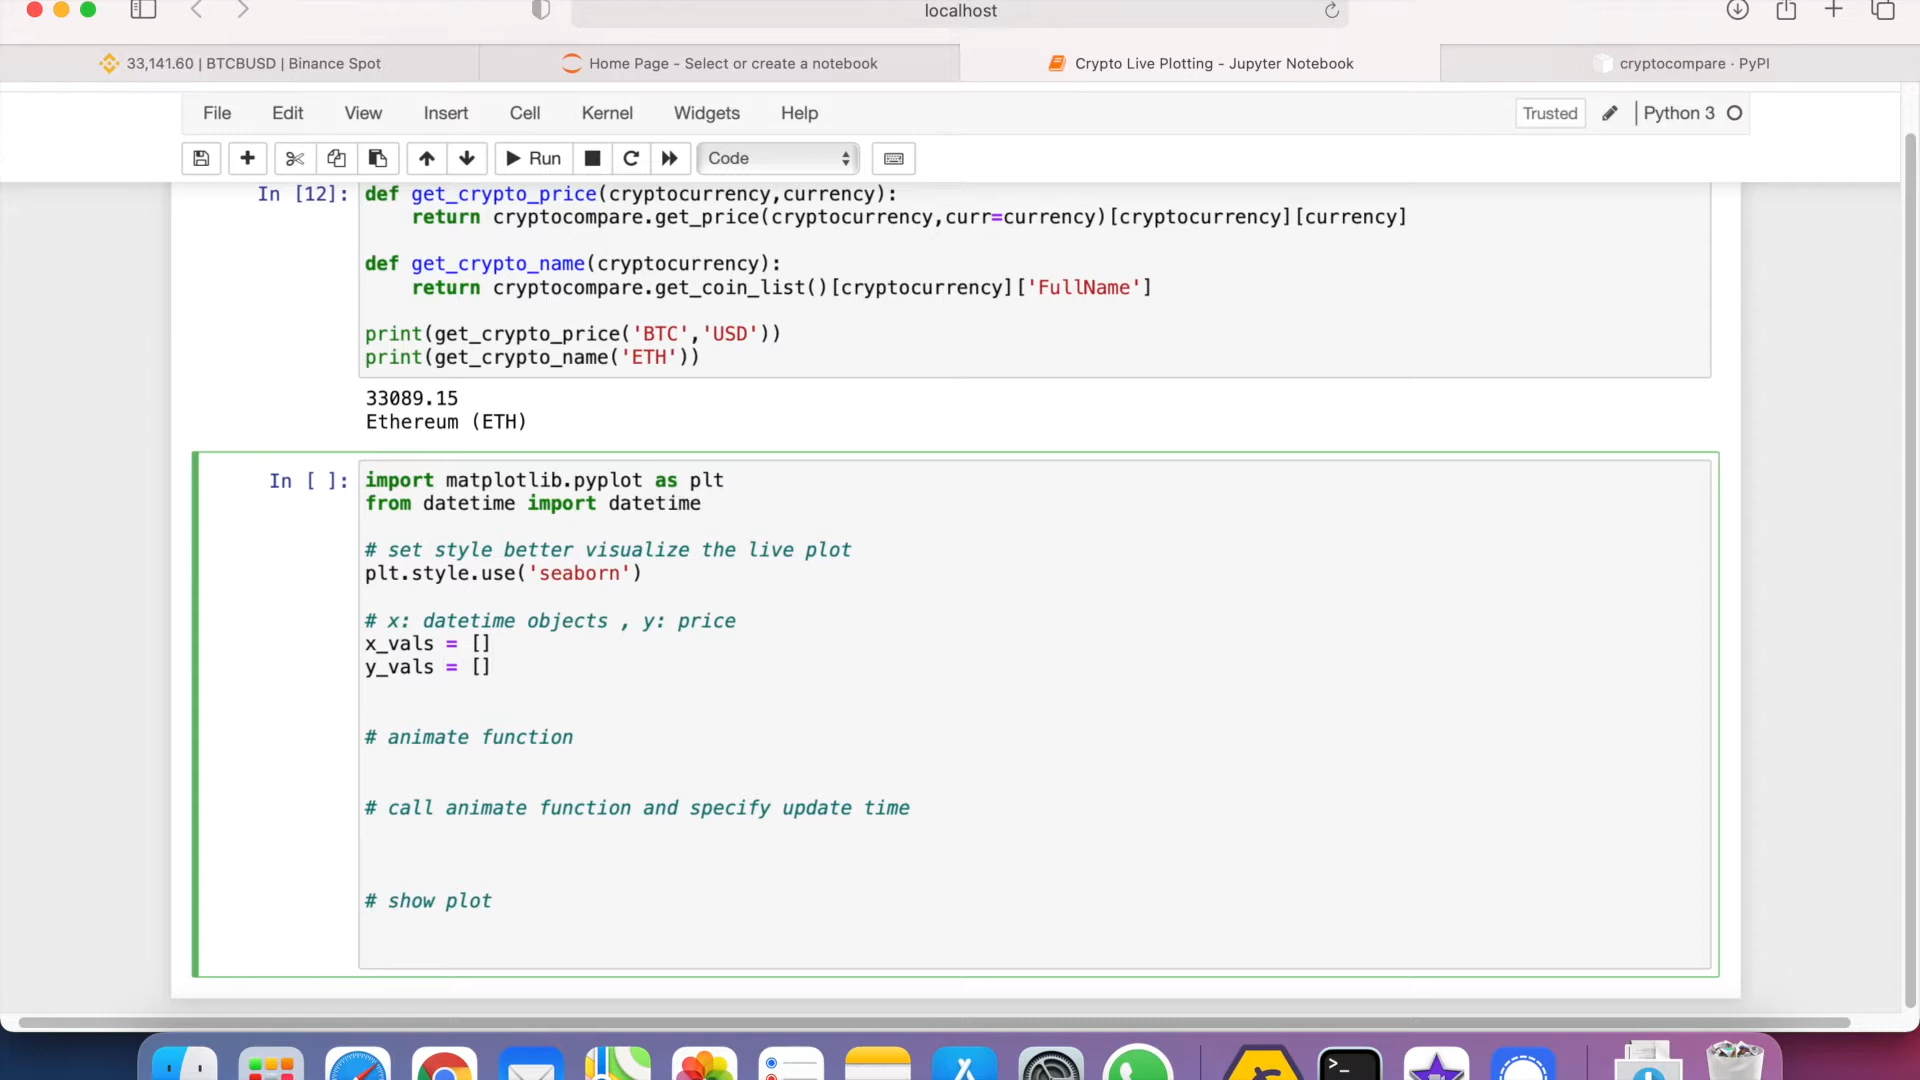 localhost
33,141.60 | BTCBUSD | Binance Spot
Home Page - Select or create a notebook
Crypto Live Plotting - Jupyter Notebook
cryptocompare · PyPI
File Edit View Insert Cell Kernel Widgets Help
Trusted
Python 3
Run
Code
In [12]:
def get_crypto_price(cryptocurrency,currency):
    return cryptocompare.get_price(cryptocurrency,curr=currency)[cryptocurrency][currency]
def get_crypto_name(cryptocurrency):
    return cryptocompare.get_coin_list()[cryptocurrency]['FullName']
print(get_crypto_price('BTC','USD'))
print(get_crypto_name('ETH'))
33089.15
Ethereum (ETH)
In [ ]:
import matplotlib.pyplot as plt
from datetime import datetime
# set style better visualize the live plot
plt.style.use('seaborn')
# x: datetime objects , y: price
x_vals = []
y_vals = []
# animate function
# call animate function and specify update time
# show plot